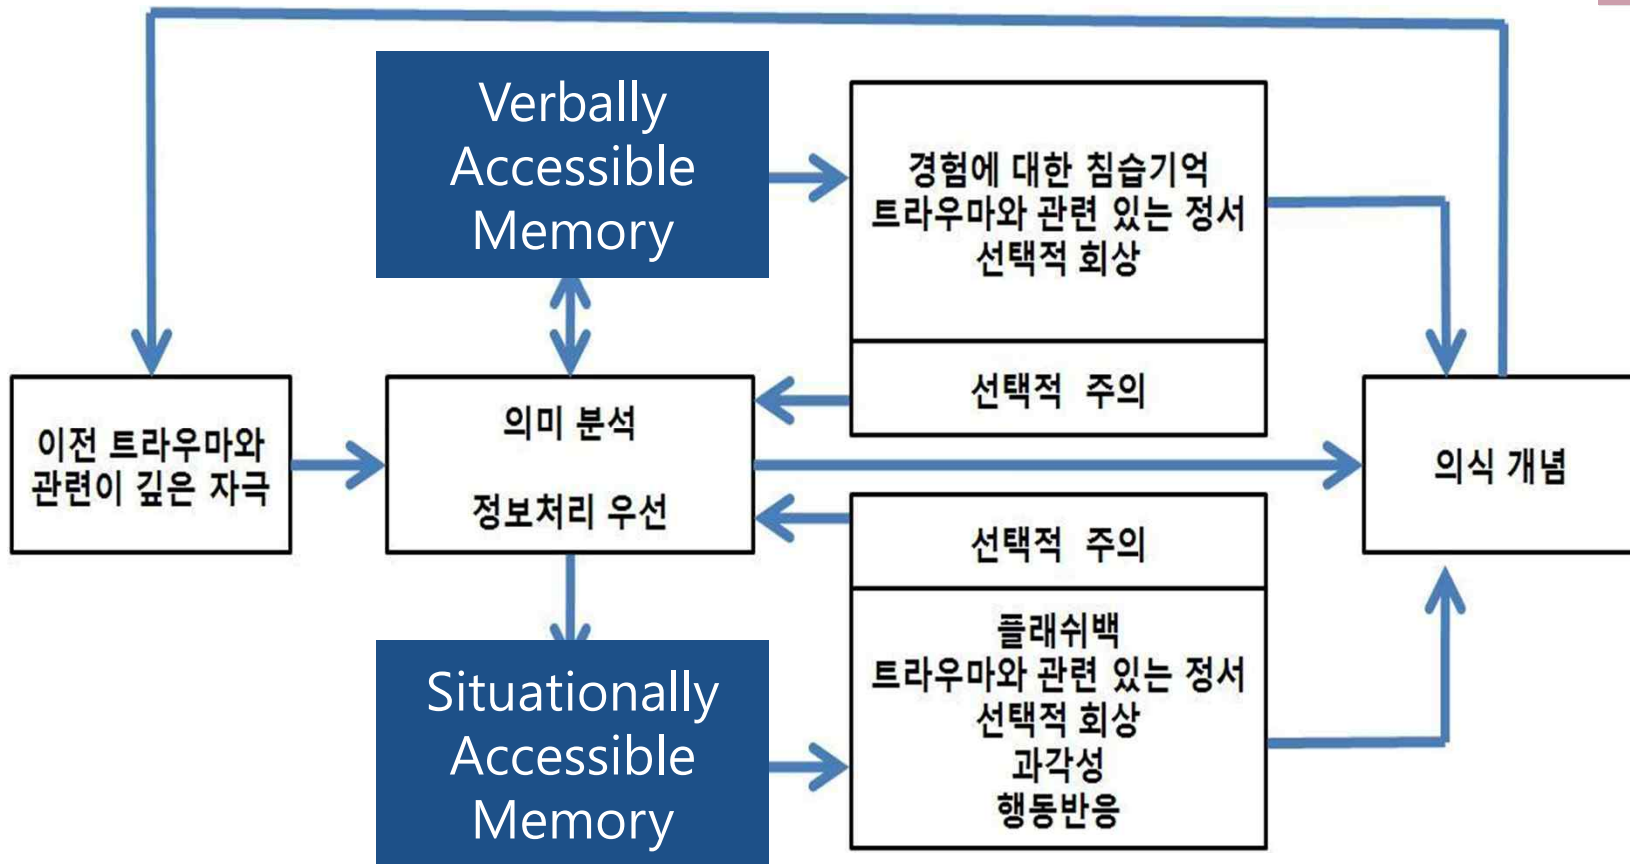 Verbally
Accessible
Memory
경험에 대한 침습기억
트라우마와 관련 있는 정서
선택적 회상
선택적 주의
이전 트라우마와
관련이 깊은 자극
의미 분석
정보처리 우선
의식 개념
선택적 주의
플래쉬백
트라우마와 관련 있는 정서
선택적 회상
과각성
행동반응
Situationally
Accessible
Memory